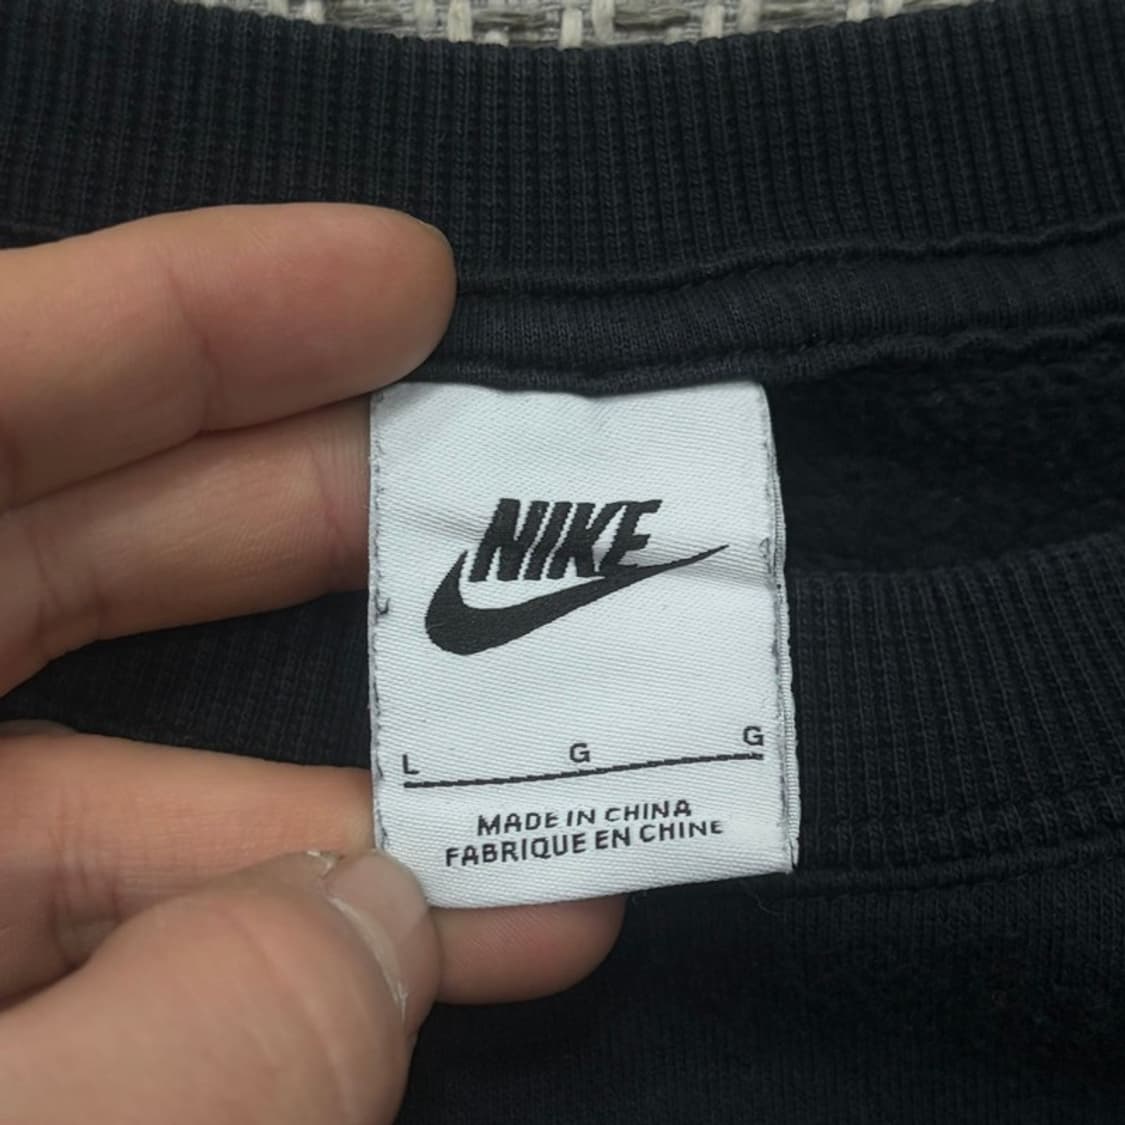 NIKE
L G G
MADE IN CHINA
FABRIQUE EN CHINE